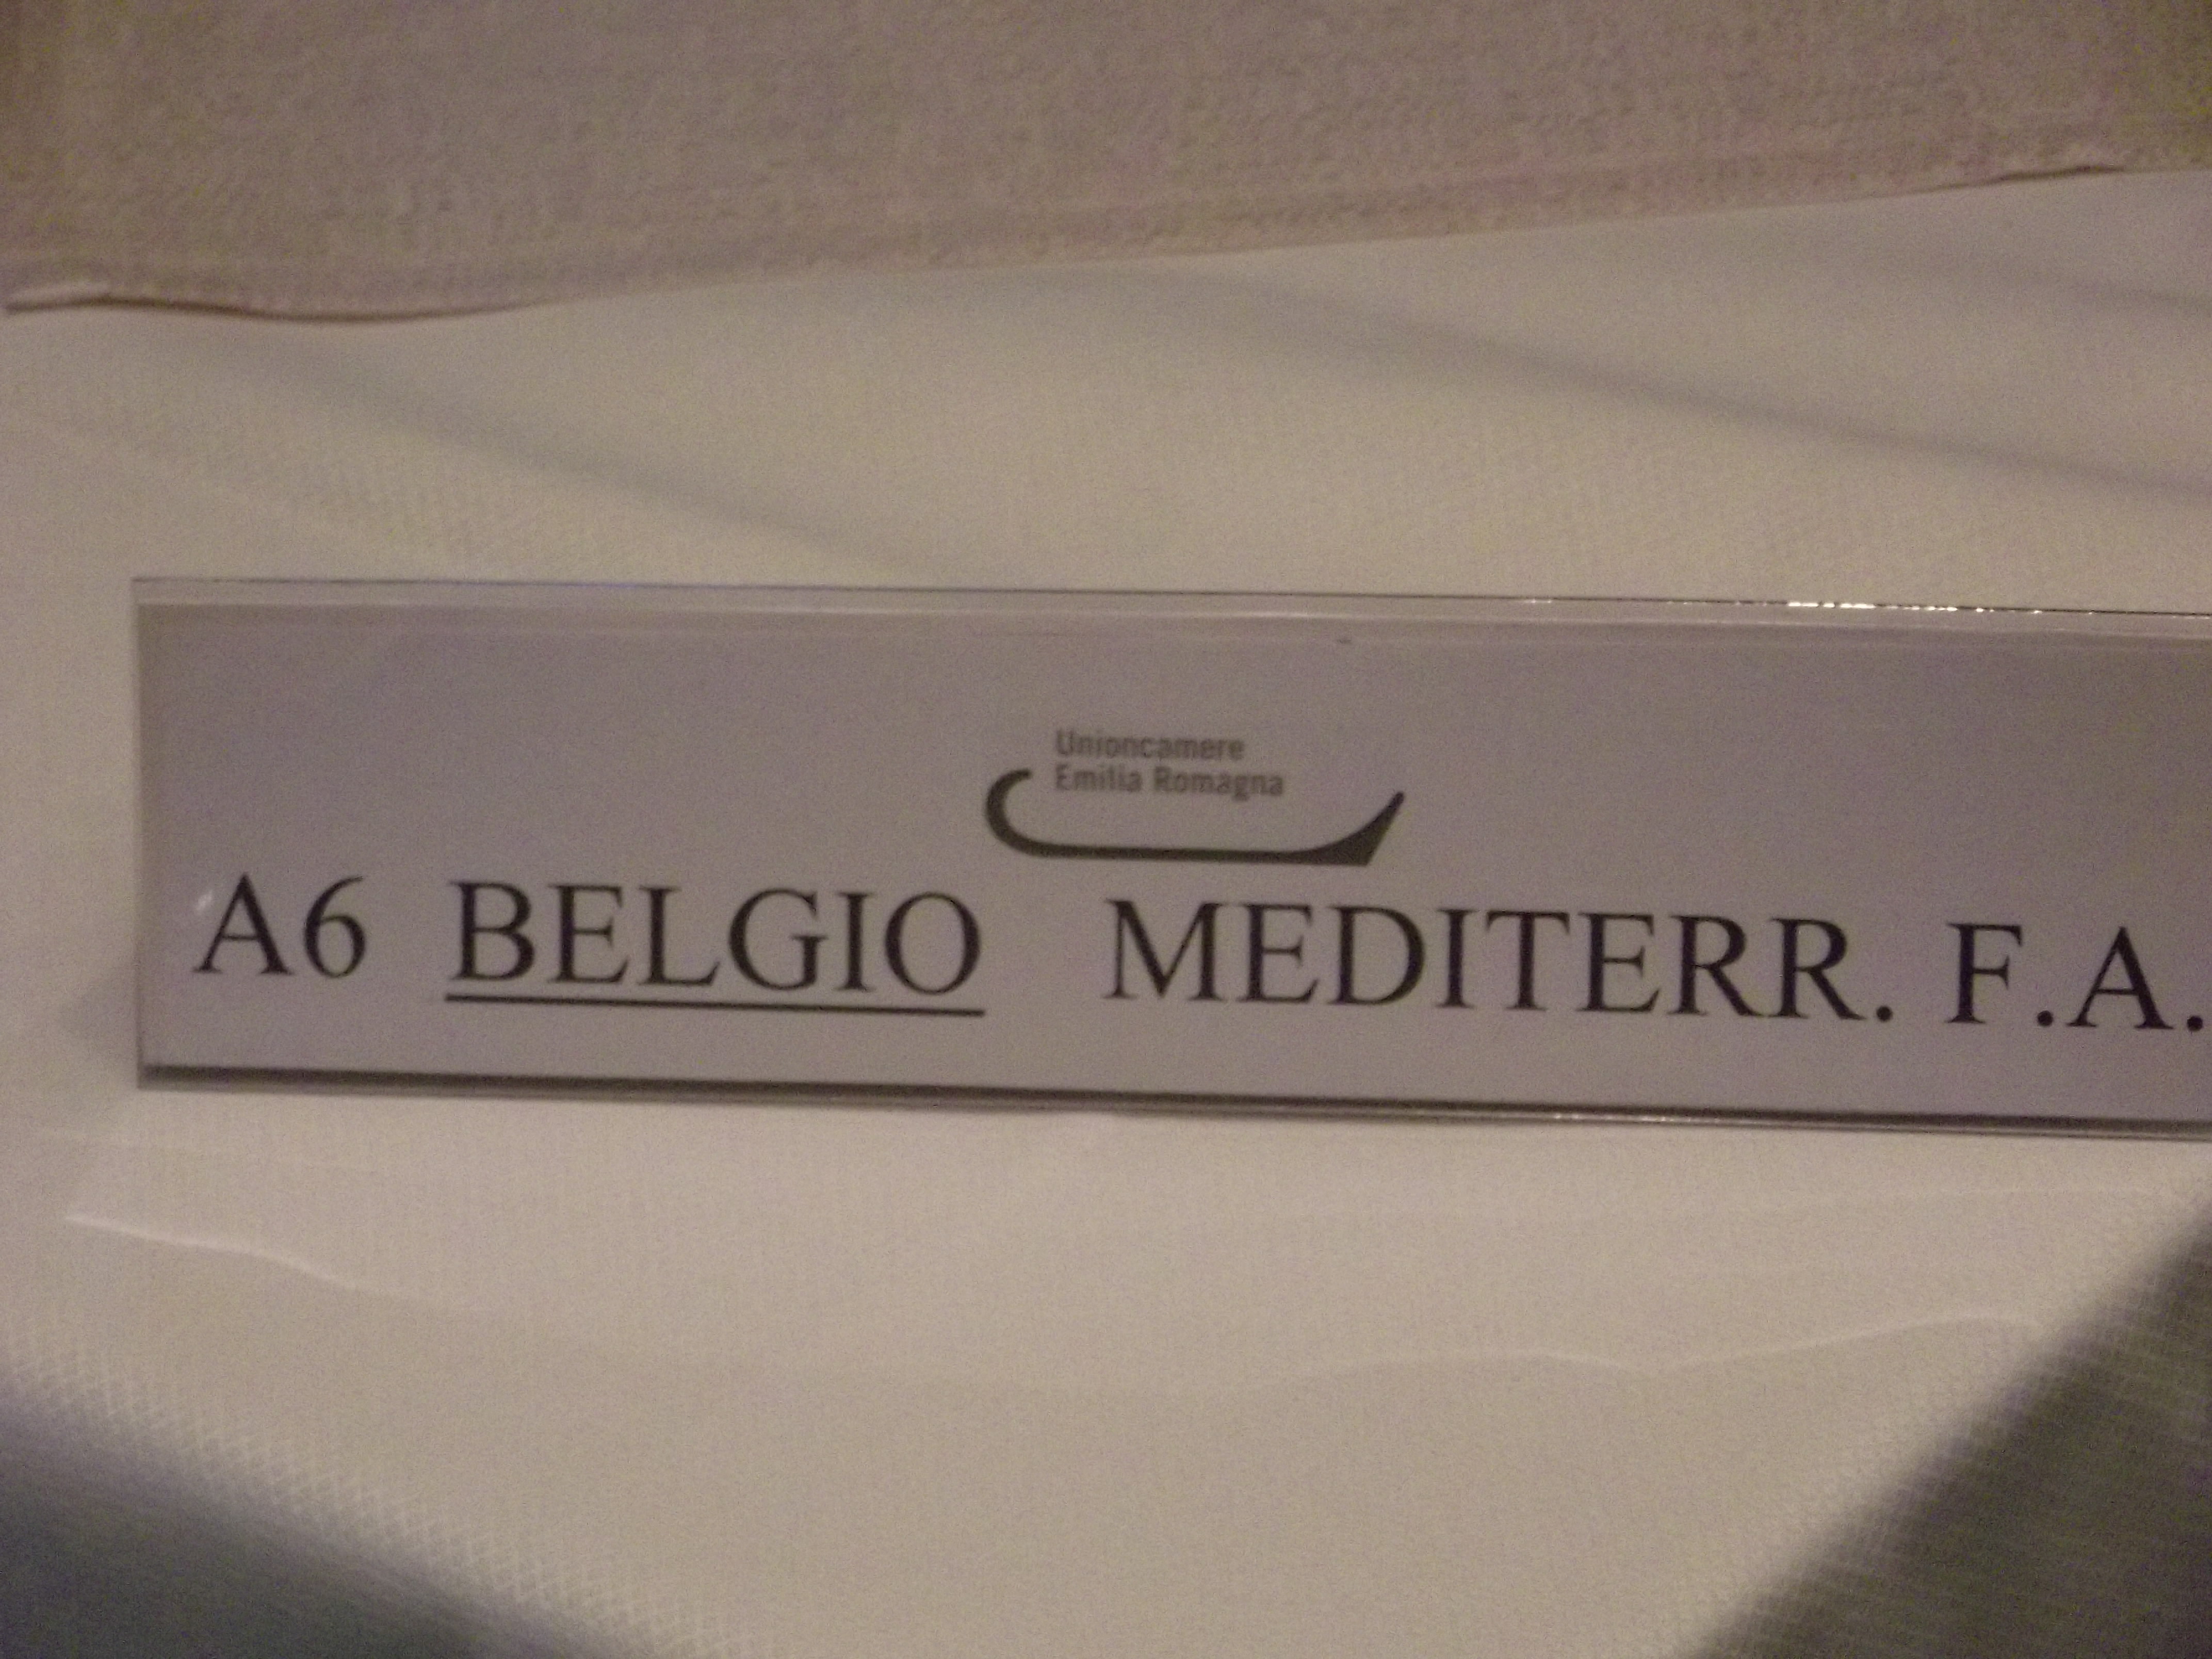 Unioncamere
Emilia Romagna
A6 BELGIO MEDITERR. F.A.